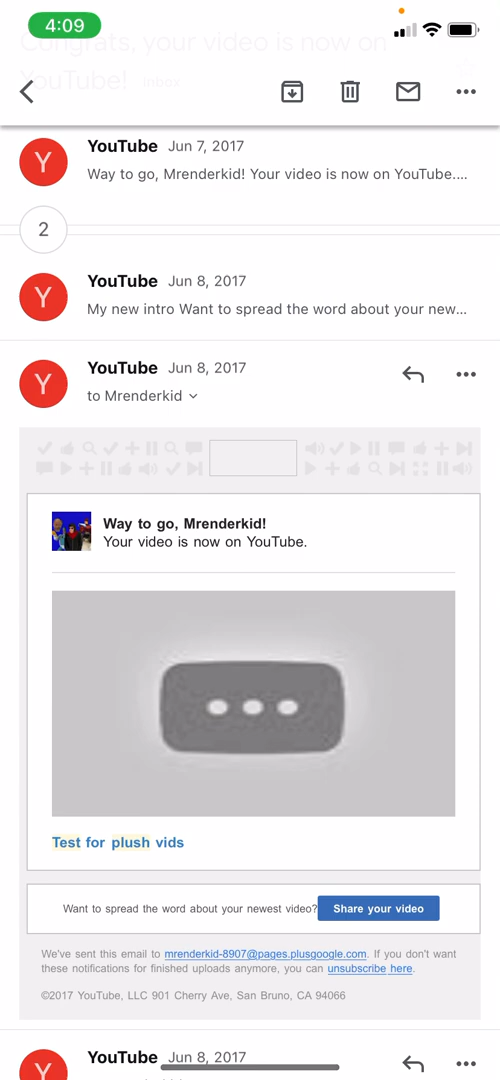 4:09
Congrats, your video is now on
YouTube! Inbox
Y
YouTube Jun 7, 2017
Way to go, Mrenderkid! Your video is now on YouTube....
2
Y
YouTube Jun 8, 2017
My new intro Want to spread the word about your new...
Y
YouTube Jun 8, 2017
to Mrenderkid
Way to go, Mrenderkid!
Your video is now on YouTube.
Test for plush vids
Want to spread the word about your newest video? Share your video
We've sent this email to mrenderkid-8907@pages.plusgoogle.com. If you don't want
these notifications for finished uploads anymore, you can unsubscribe here.
©2017 YouTube, LLC 901 Cherry Ave, San Bruno, CA 94066
Y
YouTube Jun 8, 2017